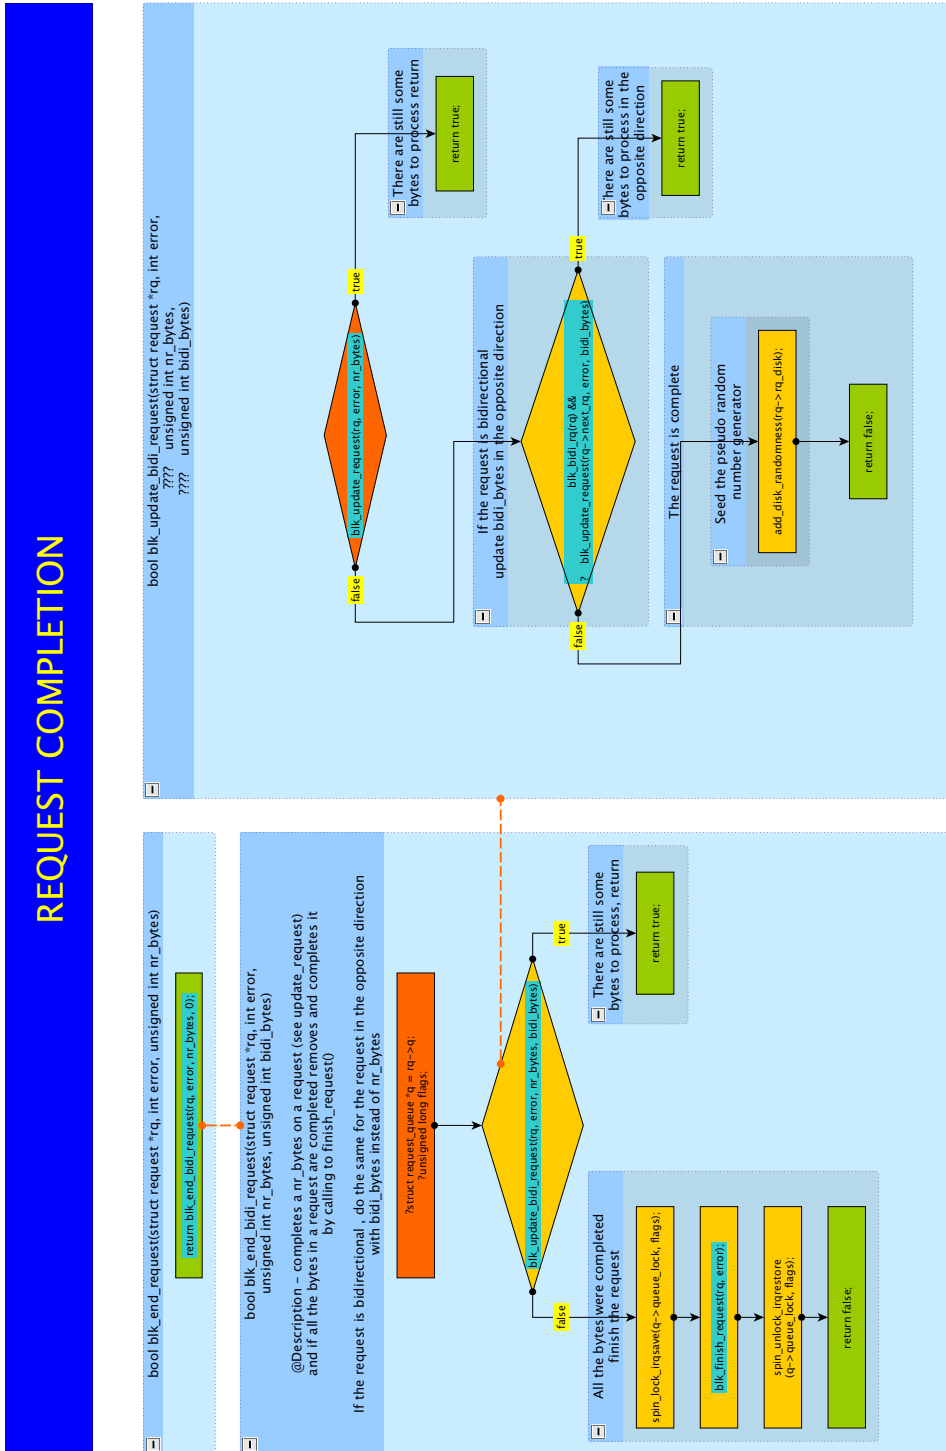 REQUEST COMPLETION
bool blk_end_request(struct request *rq, int error, unsigned int nr_bytes)
return blk_end_bidi_request(rq, error, nr_bytes, 0);
bool blk_end_bidi_request(struct request *rq, int error,
unsigned int nr_bytes, unsigned int bidi_bytes)
@Description – completes a nr_bytes on a request (see update_request)
and if all the bytes in a request are completed removes and completes it
by calling to finish_request()
If the request is bidirectional , do the same for the request in the opposite direction
with bidi_bytes instead of nr_bytes
?struct request_queue *q = rq->q;
?unsigned long flags;
blk_update_bidi_request(rq, error, nr_bytes, bidi_bytes)
false
true
All the bytes were completed
finish the request
spin_lock_irqsave(q->queue_lock, flags);
blk_finish_request(rq, error);
spin_unlock_irqrestore
(q->queue_lock, flags);
return false;
There are still some
bytes to process, return
return true;
bool blk_update_bidi_request(struct request *rq, int error,
???? unsigned int nr_bytes,
???? unsigned int bidi_bytes)
blk_update_request(rq, error, nr_bytes)
false
true
There are still some
bytes to process return
return true;
If the request is bidirectional
update bidi_bytes in the opposite direction
blk_bidi_rq(rq) &&
? blk_update_request(rq->next_rq, error, bidi_bytes)
false
true
here are still some
bytes to process in the
opposite direction
return true;
The request is complete
Seed the pseudo random
number generator
add_disk_randomness(rq->rq_disk);
return false;